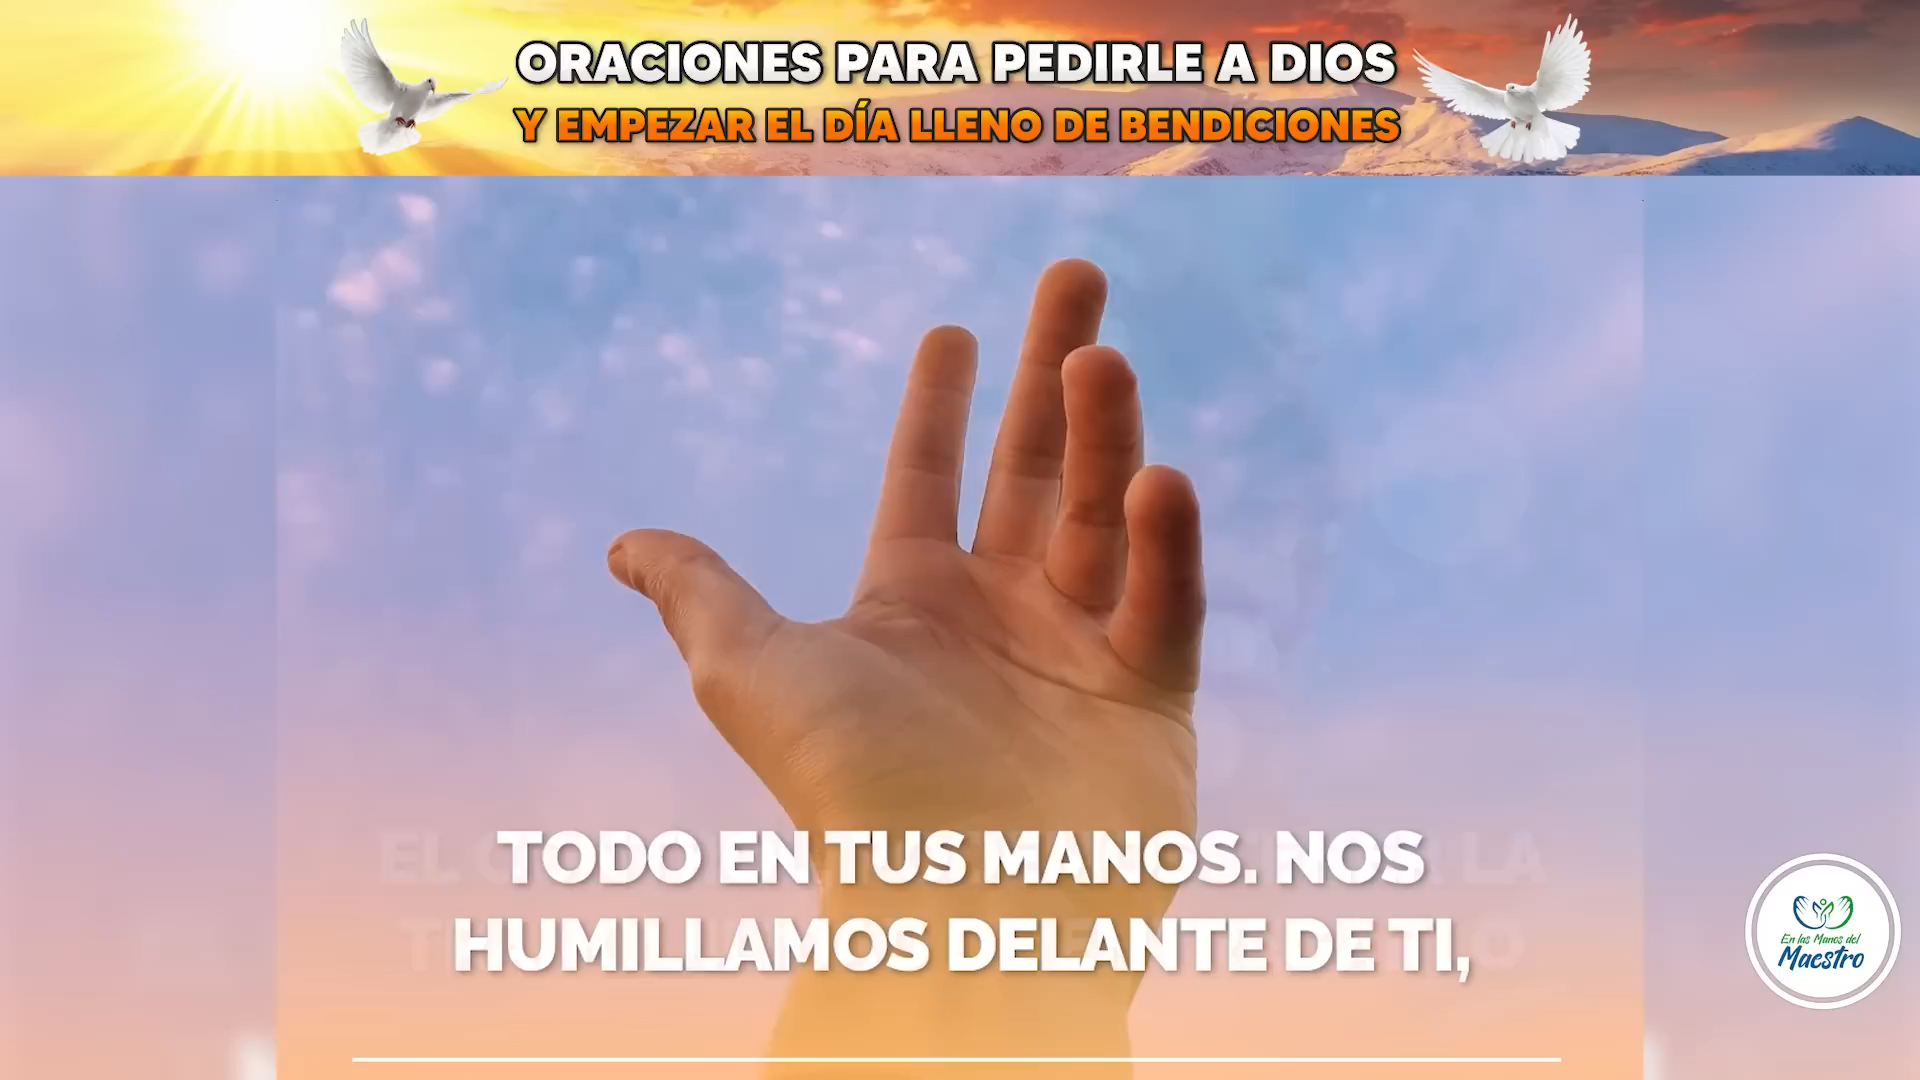 ORACIONES PARA PEDIRLE A DIOS
Y EMPEZAR EL DÍA LLENO DE BENDICIONES
TODO EN TUS MANOS. NOS
HUMILLAMOS DELANTE DE TI,
En las Manos del
Maestro